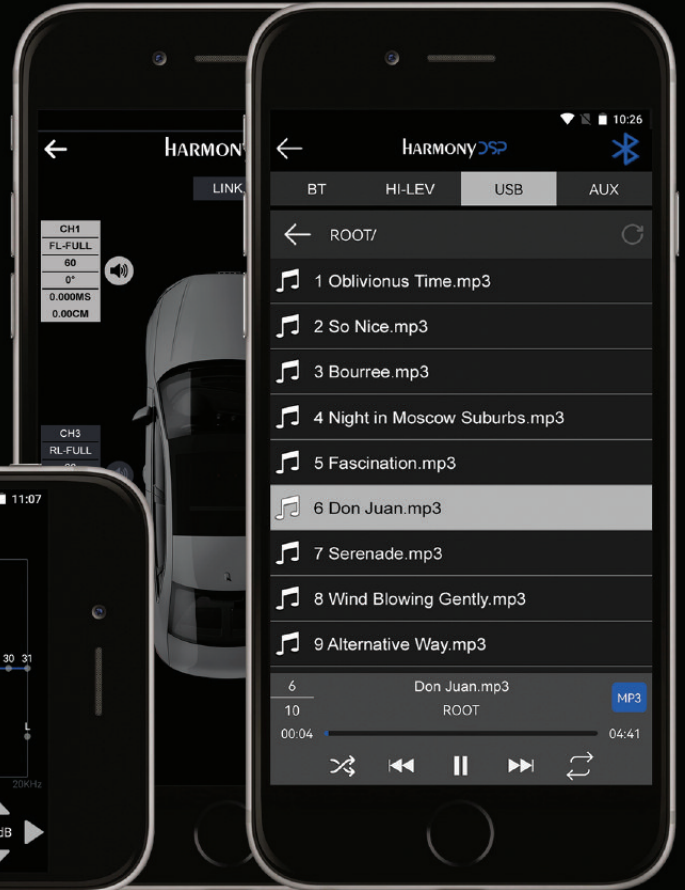 HARMON
LINK
CH1
FL-FULL
60
0°
0.000MS
0.00CM
CH3
RL-FULL
11:07
30 31
L
20KHz
dB
10:26
HARMONY DSP
BT HI-LEV USB AUX
ROOT/
1 Oblivionus Time.mp3
2 So Nice.mp3
3 Bourree.mp3
4 Night in Moscow Suburbs.mp3
5 Fascination.mp3
6 Don Juan.mp3
7 Serenade.mp3
8 Wind Blowing Gently.mp3
9 Alternative Way.mp3
6 Don Juan.mp3
10 ROOT
MP3
00:04 04:41